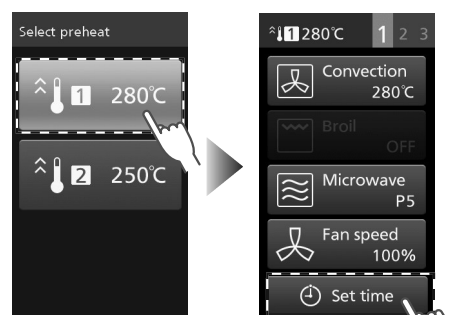 Select preheat
1 280℃
2 250℃
1 280℃ 1 2 3
Convection
280℃
Broil
OFF
Microwave
P5
Fan speed
100%
Set time